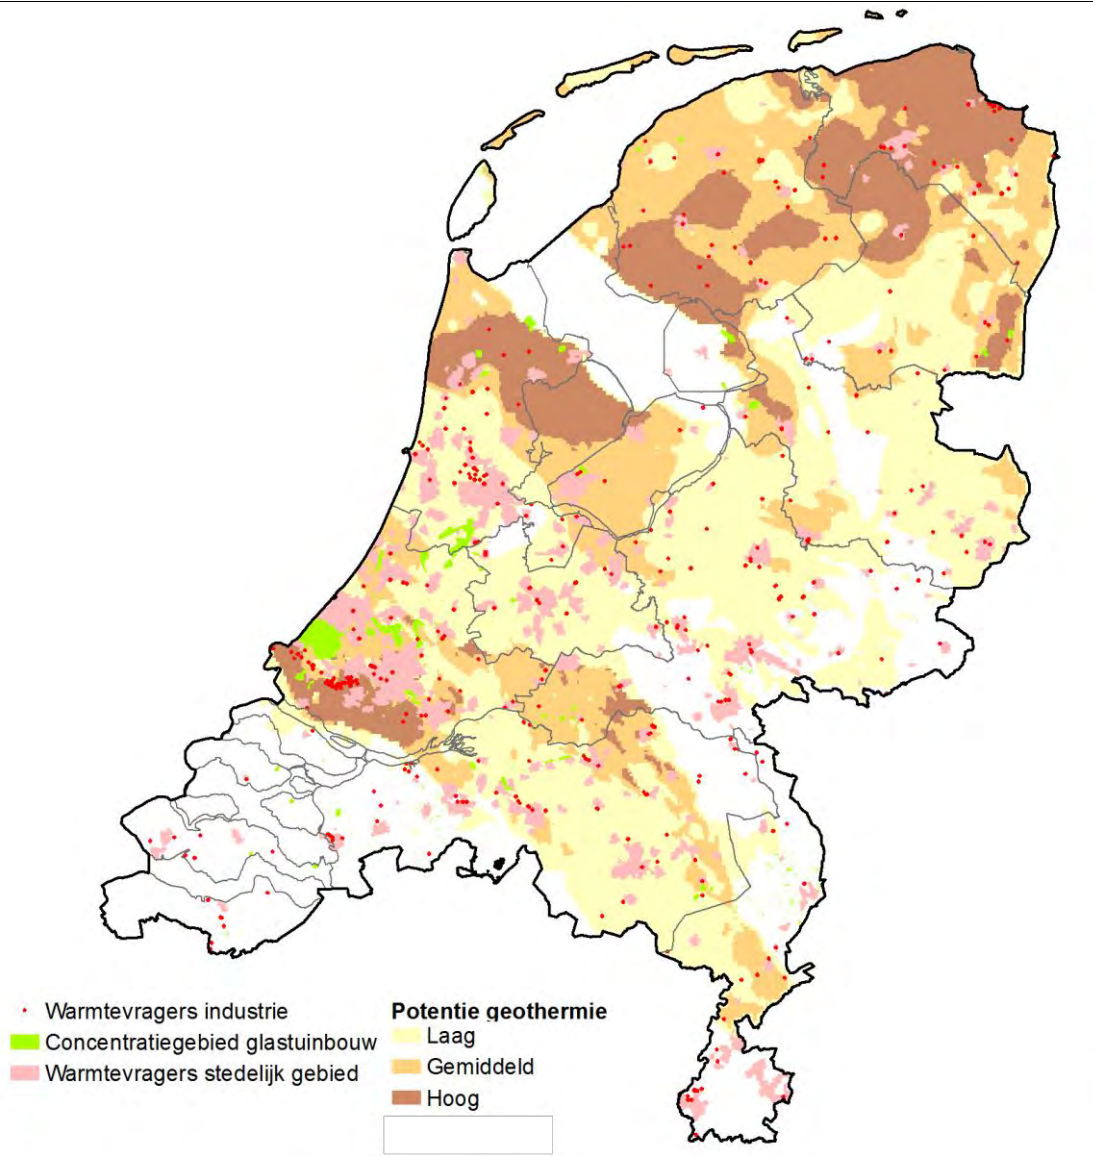 Warmtevragers industrie
Concentratiegebied glastuinbouw
Warmtevragers stedelijk gebied
Potentie geothermie
Laag
Gemiddeld
Hoog